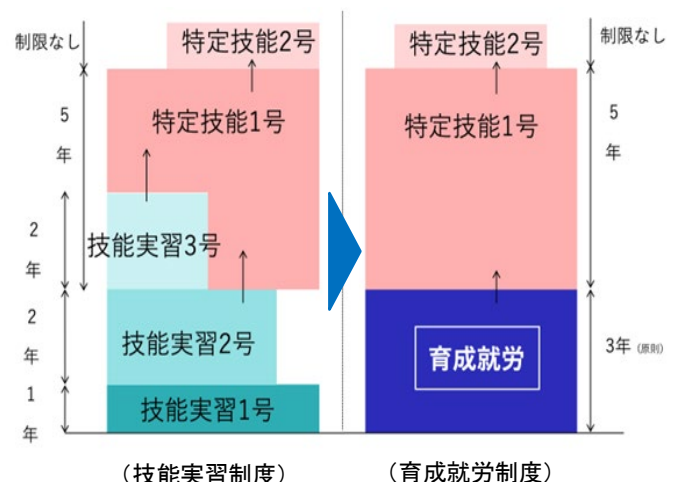 制限なし
特定技能2号
5
年
特定技能1号
2
年
技能実習3号
2
年
技能実習2号
1
年
技能実習1号
(技能実習制度)
特定技能2号
制限なし
特定技能1号
5
年
育成就労
3年(原則)
(育成就労制度)